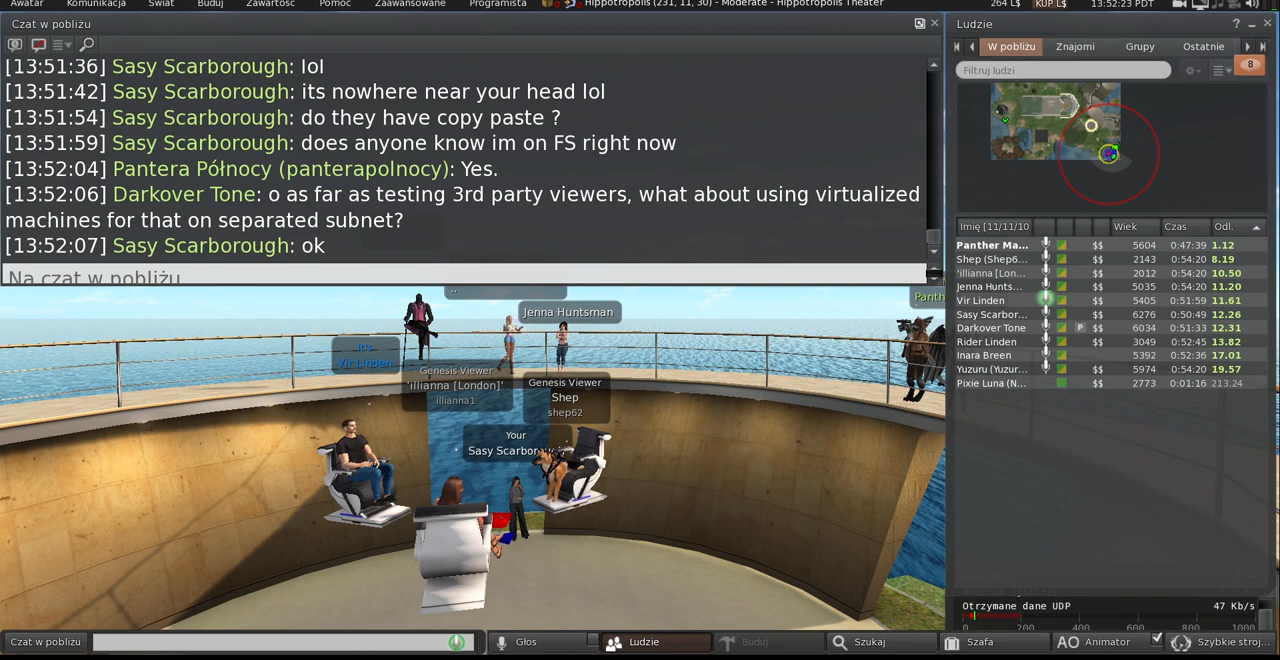 Awatar Komunikacja Świat Buduj Zawartość Pomoc Zaawansowane Programista Hippotropolis (231, 11, 30) - Moderate - Hippotropolis Theater 264 L$ KUP L$ 13:52:23 PDT
Czat w pobliżu
[13:51:36] Sasy Scarborough: lol
[13:51:42] Sasy Scarborough: its nowhere near your head lol
[13:51:54] Sasy Scarborough: do they have copy paste ?
[13:51:59] Sasy Scarborough: does anyone know im on FS right now
[13:52:04] Pantera Północy (panterapolnocy): Yes.
[13:52:06] Darkover Tone: o as far as testing 3rd party viewers, what about using virtualized
machines for that on separated subnet?
[13:52:07] Sasy Scarborough: ok
Na czat w pobliżu
Jenna Huntsman
Panth
It's
Vir Linden
Genesis Viewer
'illianna [London]'
illianna1
Genesis Viewer
Shep
shep62
Your
Sasy Scarborou
Ludzie
?
W pobliżu Znajomi Grupy Ostatnie
Filtruj ludzi
8
Imię [11/11/10 Wiek Czas Odl.
Panther Ma... $$ 5604 0:47:39 1.12
Shep (Shep6... $$ 2143 0:54:20 8.19
'illianna [Lon... $$ 2012 0:54:20 10.50
Jenna Hunts... $$ 5035 0:54:20 11.20
Vir Linden $$ 5405 0:51:59 11.61
Sasy Scarbor... $$ 6276 0:50:49 12.26
Darkover Tone P $$ 6034 0:51:33 12.31
Rider Linden $$ 3049 0:52:45 13.82
Inara Breen 5392 0:52:36 17.01
Yuzuru (Yuzur... $$ 5974 0:54:20 19.57
Pixie Luna (N... $$ 2773 0:01:16 213.24
Otrzymane dane UDP 47 Kb/s
0 200 400 600 800 1000
Czat w pobliżu Głos Ludzie Buduj Szukaj Szafa AO Animator Szybkie stroj...